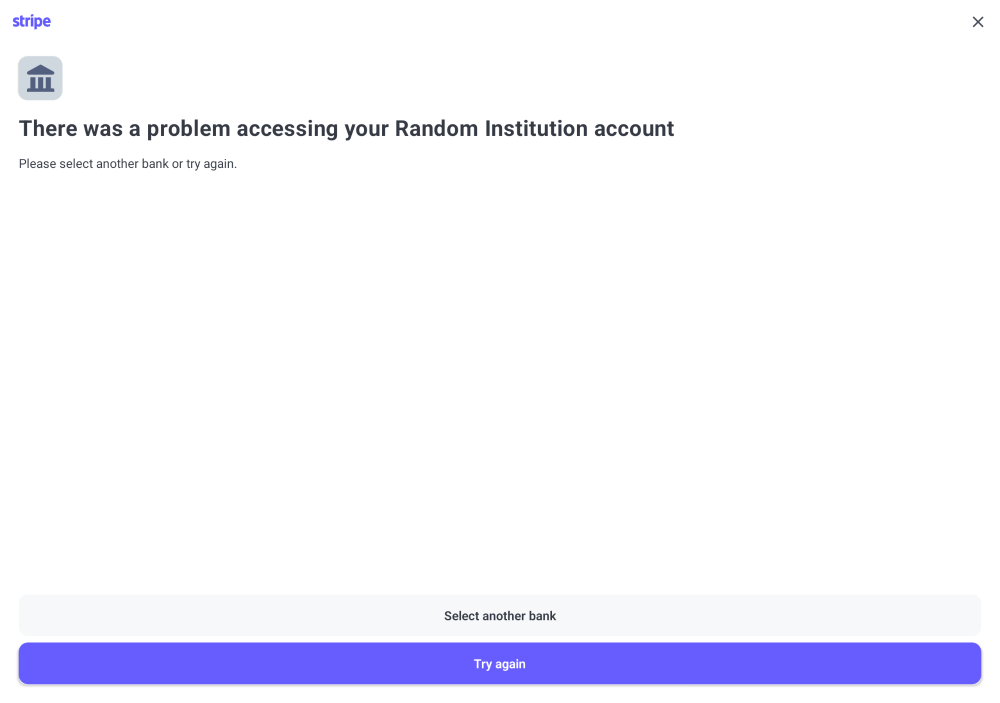 stripe
There was a problem accessing your Random Institution account
Please select another bank or try again.
Select another bank
Try again